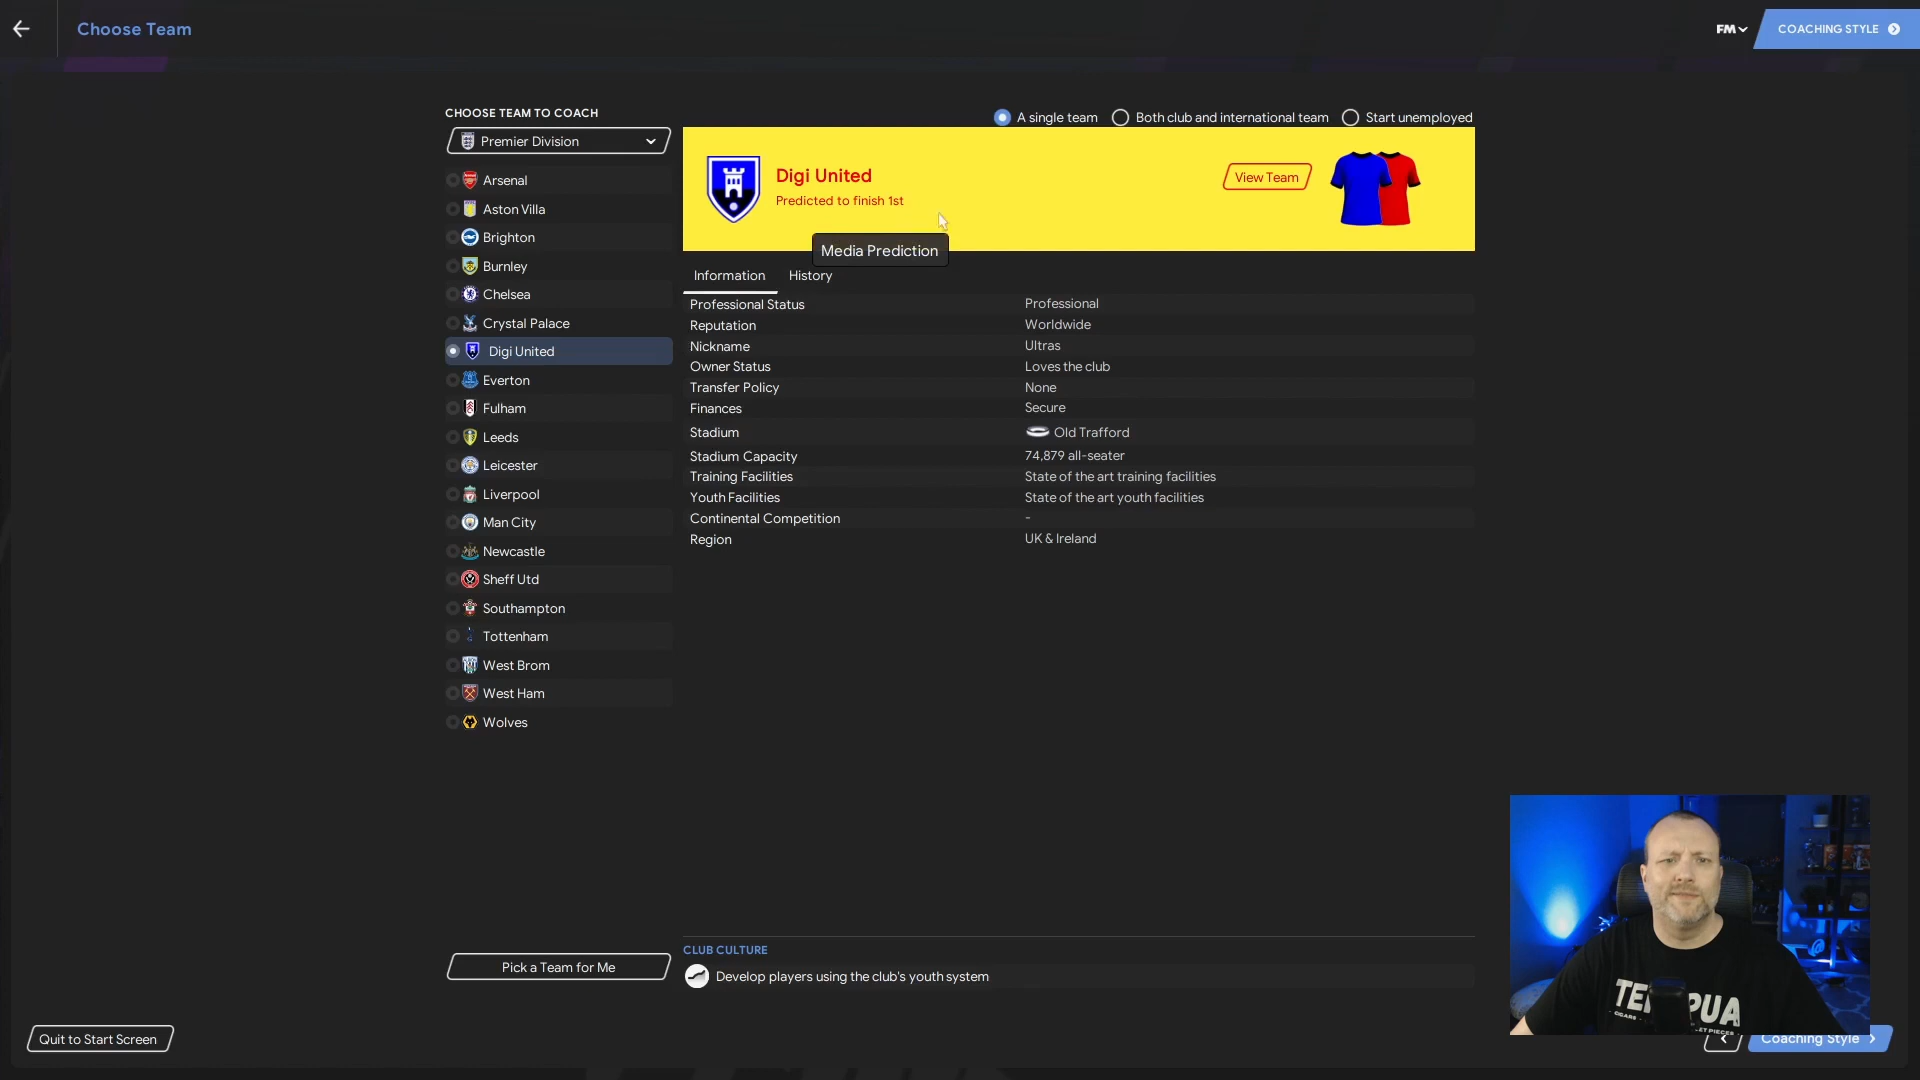 Choose Team
FM
COACHING STYLE
CHOOSE TEAM TO COACH
A single team
Both club and international team
Start unemployed
Premier Division
Arsenal
Aston Villa
Brighton
Burnley
Chelsea
Crystal Palace
Digi United
Everton
Fulham
Leeds
Leicester
Liverpool
Man City
Newcastle
Sheff Utd
Southampton
Tottenham
West Brom
West Ham
Wolves
Digi United
Predicted to finish 1st
View Team
Media Prediction
Information
History
Professional Status Professional
Reputation Worldwide
Nickname Ultras
Owner Status Loves the club
Transfer Policy None
Finances Secure
Stadium Old Trafford
Stadium Capacity 74,879 all-seater
Training Facilities State of the art training facilities
Youth Facilities State of the art youth facilities
Continental Competition -
Region UK & Ireland
Pick a Team for Me
CLUB CULTURE
Develop players using the club's youth system
Quit to Start Screen
Coaching Style